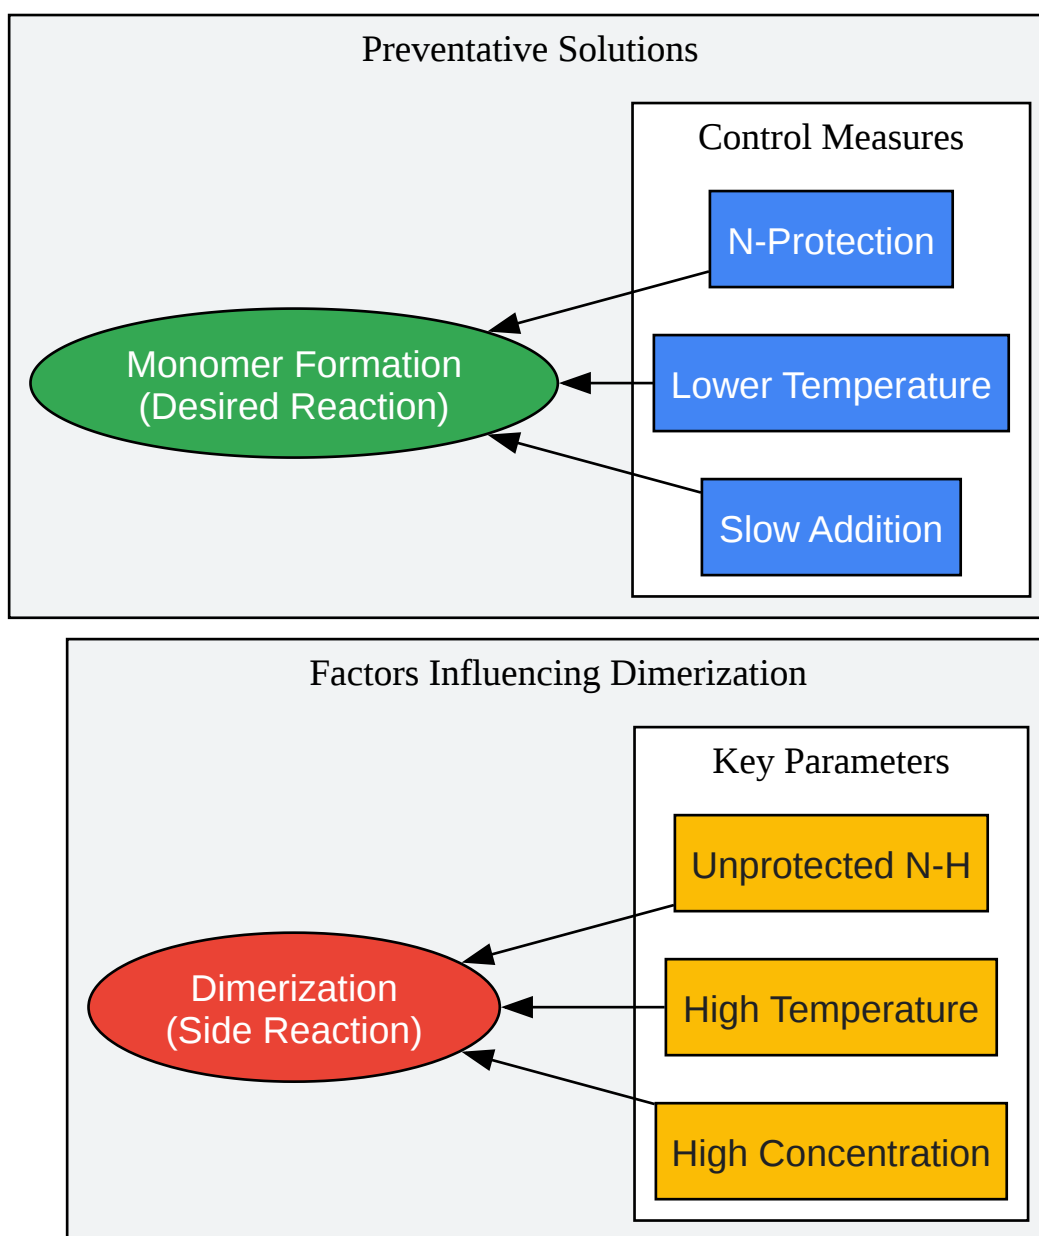 Preventative Solutions
Control Measures
N-Protection
Monomer Formation
(Desired Reaction)
Lower Temperature
Slow Addition
Factors Influencing Dimerization
Key Parameters
Unprotected N-H
Dimerization
(Side Reaction)
High Temperature
High Concentration